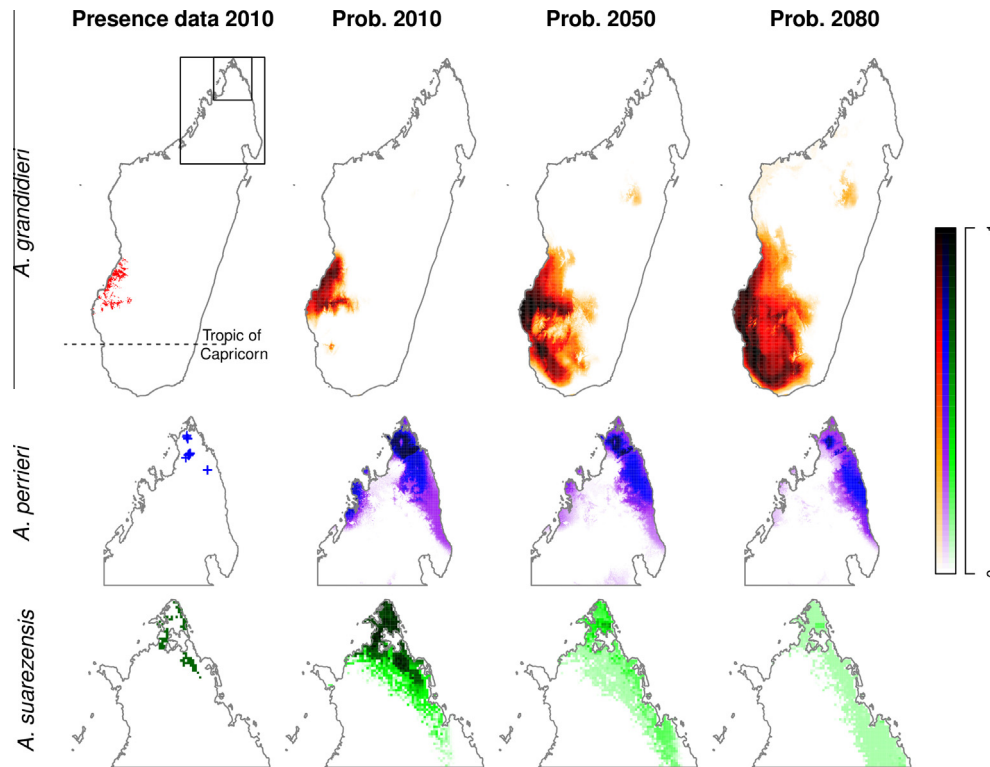 Presence data 2010
Prob. 2010
Prob. 2050
Prob. 2080
A. grandidieri
Tropic of
Capricorn
A. perrieri
A. suarezensis